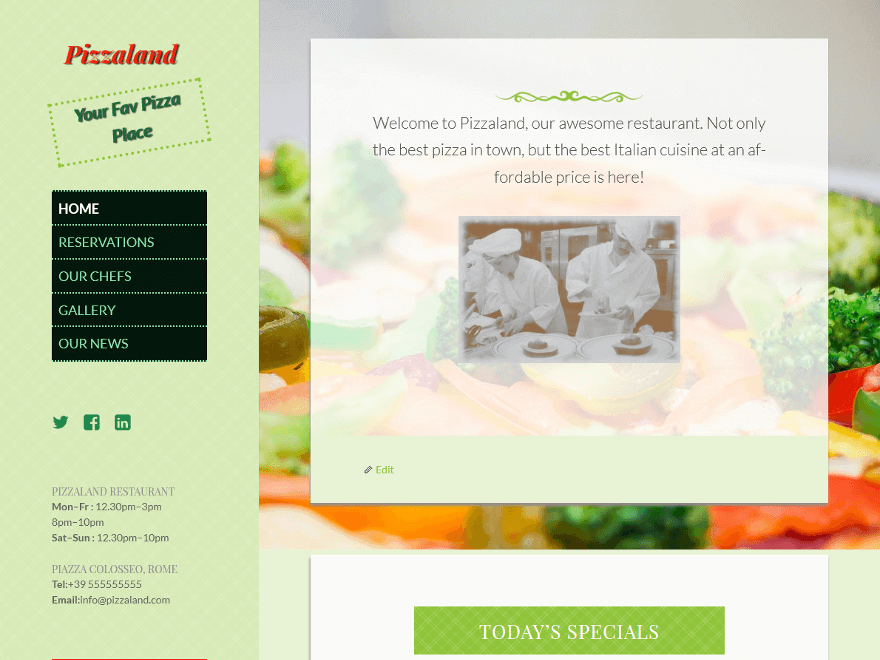 Pizzaland
Your Fav Pizza
Place
HOME
RESERVATIONS
OUR CHEFS
GALLERY
OUR NEWS
PIZZALAND RESTAURANT
Mon–Fr : 12.30pm–3pm
8pm–10pm
Sat–Sun : 12.30pm–10pm
PIAZZA COLOSSEO, ROME
Tel:+39 555555555
Email:info@pizzaland.com
Welcome to Pizzaland, our awesome restaurant. Not only
the best pizza in town, but the best Italian cuisine at an af-
fordable price is here!
Edit
TODAY'S SPECIALS